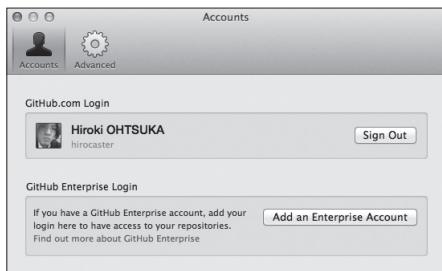 Accounts
Accounts Advanced
GitHub.com Login
Hiroki OHTSUKA
hirocaster
Sign Out
GitHub Enterprise Login
If you have a GitHub Enterprise account, add your
login here to have access to your repositories.
Find out more about GitHub Enterprise
Add an Enterprise Account